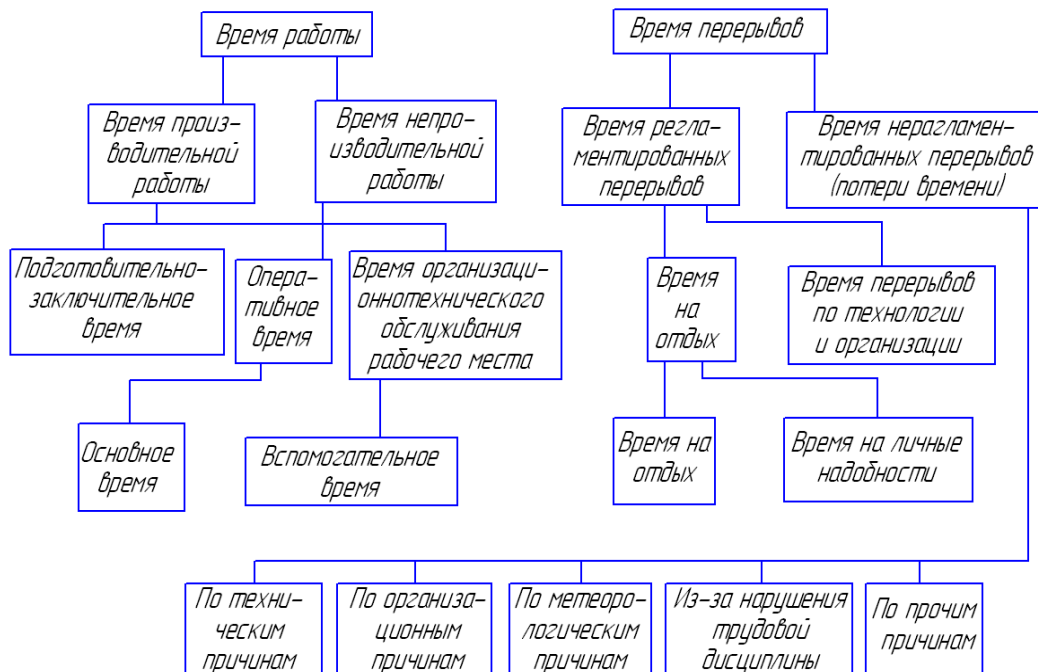 Время работы
Время перерывов
Время произ-
водительной
работы
Время непро-
изводительной
работы
Время регла-
ментированных
перерывов
Время нерагламен-
тированных перерывов
(потери времени)
Подготовительно-
заключительное
время
Опера-
тивное
время
Время организаци-
оннотехнического
обслуживания
рабочего места
Время
на
отдых
Время перерывов
по технологии
и организации
Основное
время
Вспомогательное
время
Время на
отдых
Время на личные
надобности
По техни-
ческим
причинам
По организа-
ционным
причинам
По метеоро-
логическим
причинам
Из-за нарушения
трудовой
дисциплины
По прочим
причинам